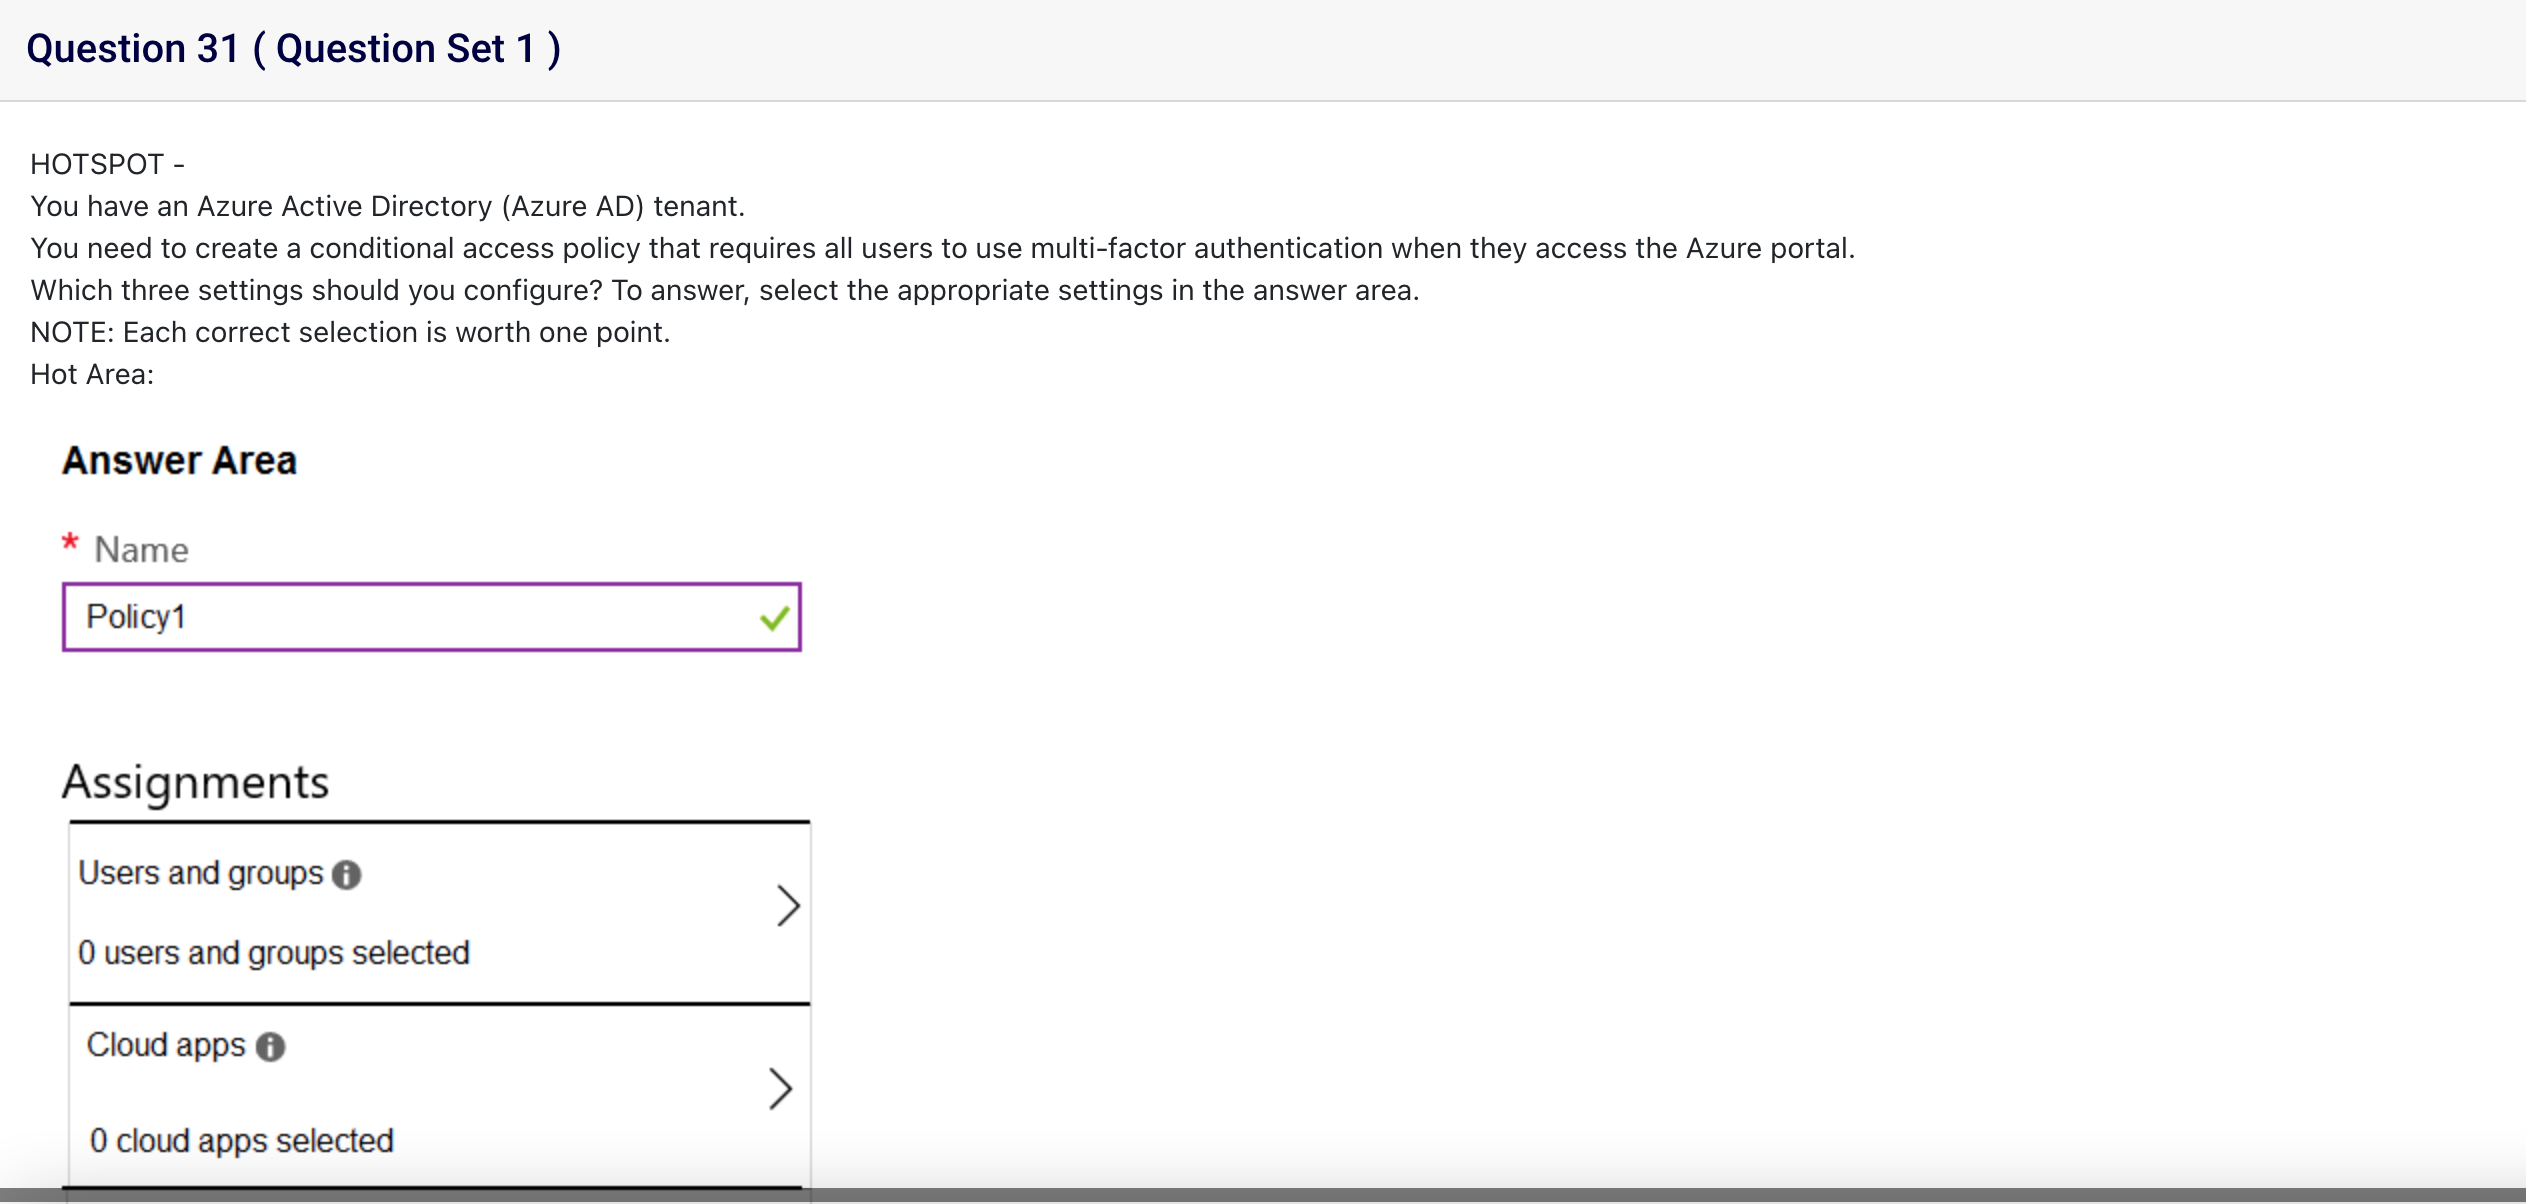 Question 31 ( Question Set 1 )
HOTSPOT -
You have an Azure Active Directory (Azure AD) tenant.
You need to create a conditional access policy that requires all users to use multi-factor authentication when they access the Azure portal.
Which three settings should you configure? To answer, select the appropriate settings in the answer area.
NOTE: Each correct selection is worth one point.
Hot Area:
Answer Area
* Name
Policy1
Assignments
Users and groups
0 users and groups selected
Cloud apps
0 cloud apps selected